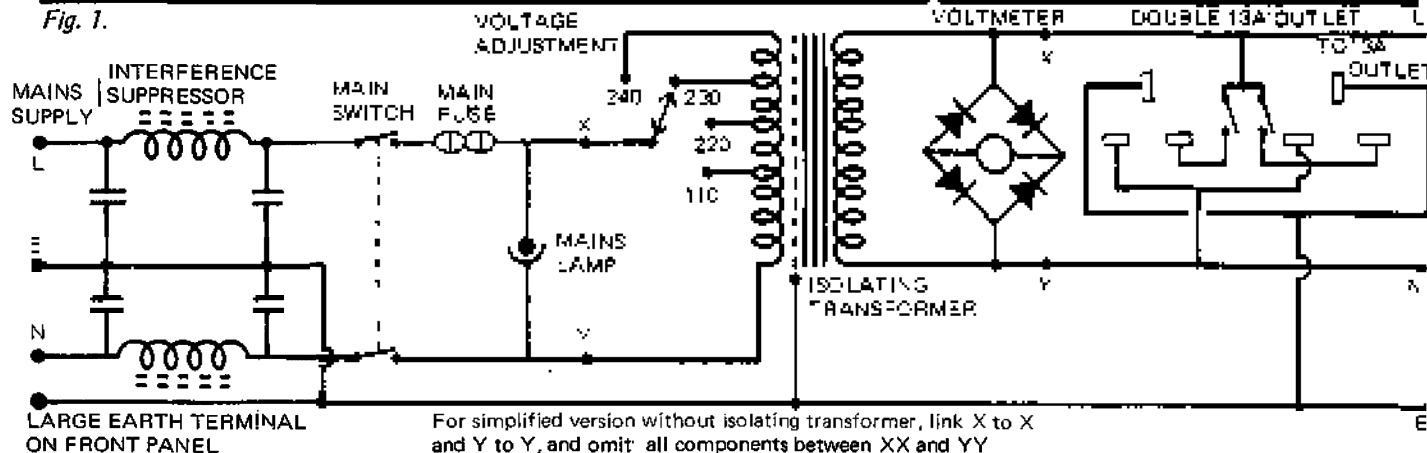 Fig. 1.
VOLTAGE
ADJUSTMENT
VOLTMETER
DOUBLE 13A OUTLET
L
OUTLET
INTERFERENCE
SUPPRESSOR
MAINS
SUPPLY
MAIN
SWITCH
MAIN
FUSE
240
230
220
110
X
X
L
E
MAINS
LAMP
ISOLATING
TRANSFORMER
Y
Y
N
N
LARGE EARTH TERMINAL
ON FRONT PANEL
For simplified version without isolating transformer, link X to X
and Y to Y, and omit all components between XX and YY
E